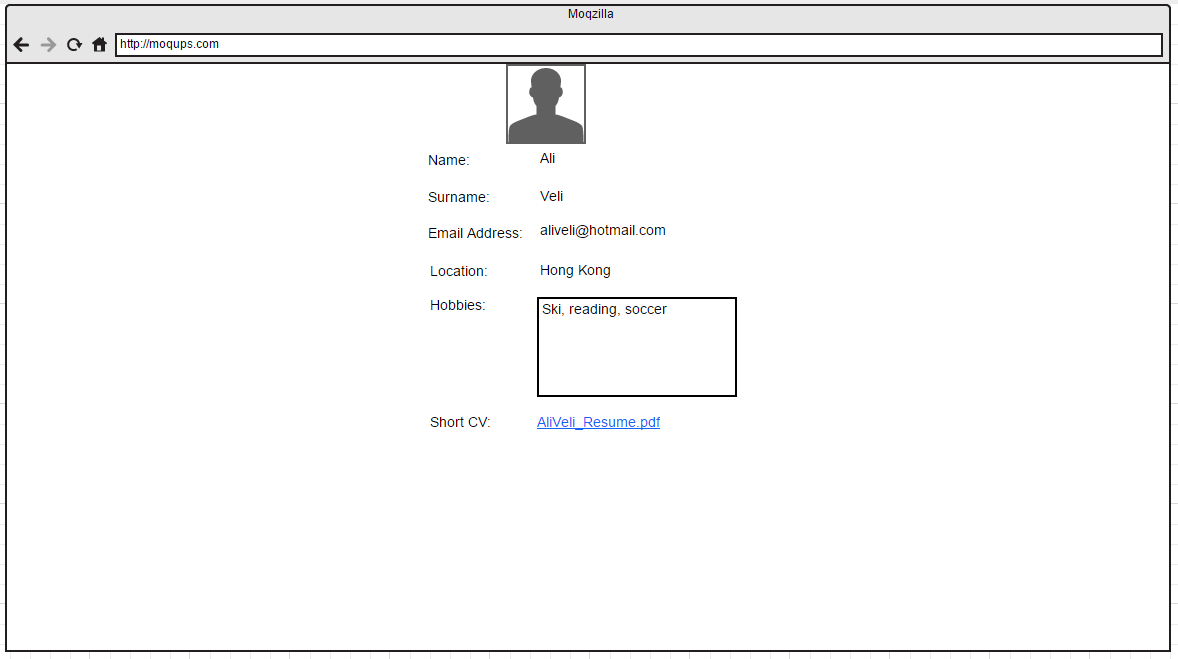 Moqzilla
http://moqups.com
Name: Ali
Surname: Veli
Email Address: aliveli@hotmail.com
Location: Hong Kong
Hobbies: Ski, reading, soccer
Short CV: AliVeli_Resume.pdf